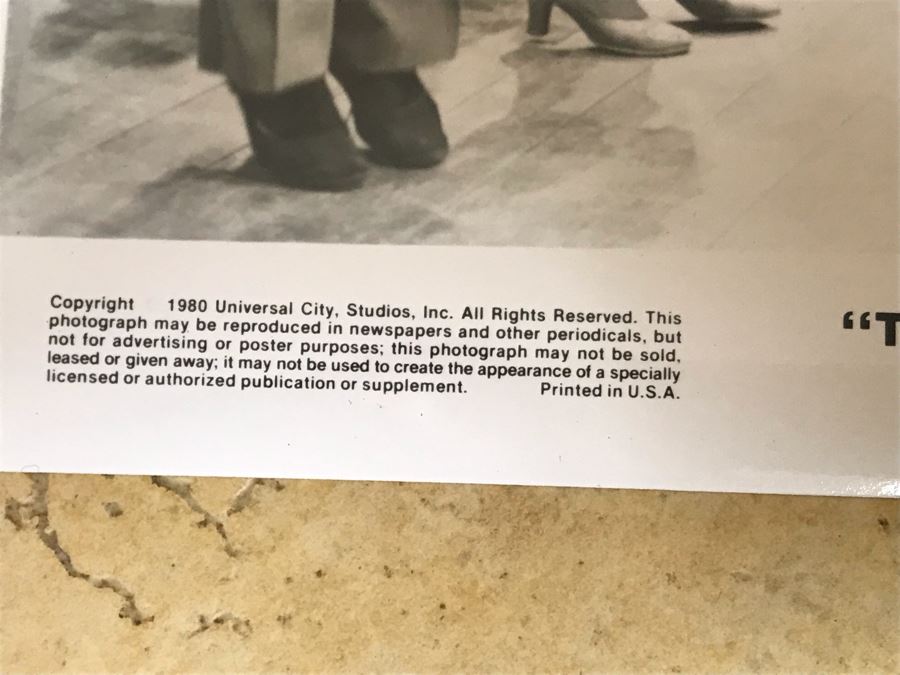 Copyright 1980 Universal City, Studios, Inc. All Rights Reserved. This
photograph may be reproduced in newspapers and other periodicals, but
not for advertising or poster purposes; this photograph may not be sold,
leased or given away; it may not be used to create the appearance of a specially
licensed or authorized publication or supplement. Printed in U.S.A.
“T